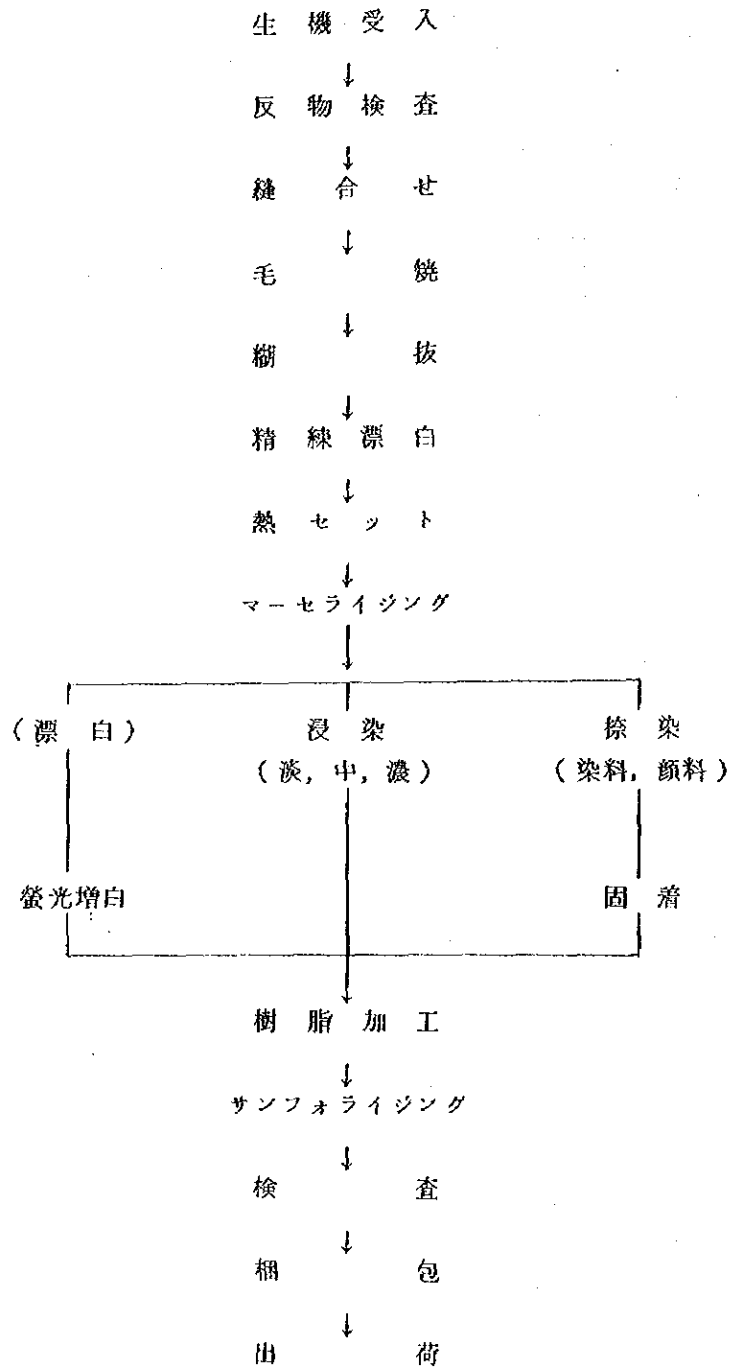 生機受入
反物検査
縫合せ
毛焼
糊抜
精練漂白
熱セット
マーセライジング
(漂白) 浸染 捺染
(淡,中,濃) (染料,顔料)
螢光増白 固着
樹脂加工
サンフォライジング
検査
梱包
出荷